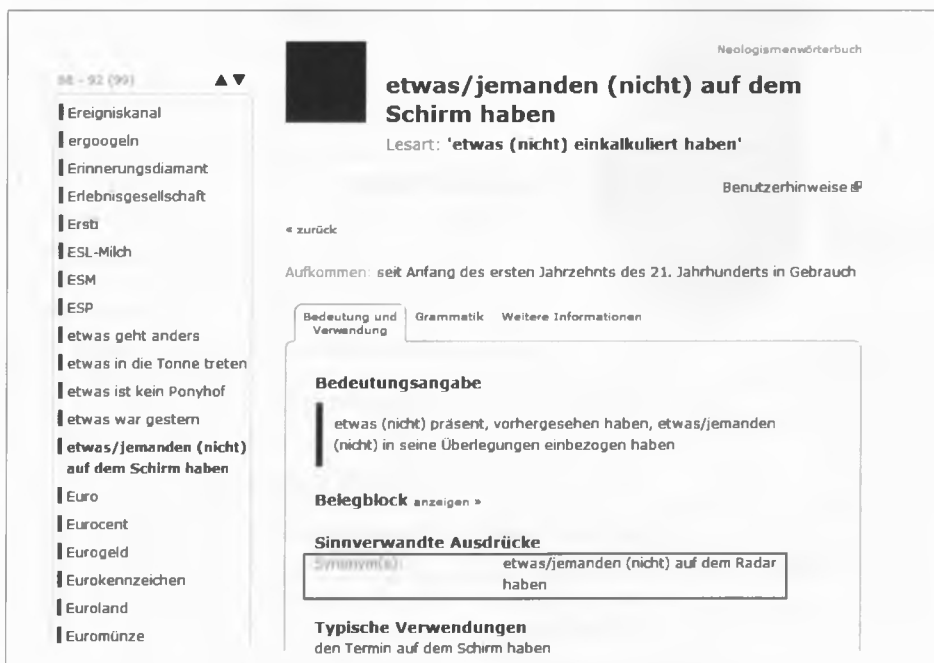 88 - 92 (99)
▲ ▼
Ereigniskanal
ergoogeln
Erinnerungsdiamant
Erlebnisgesellschaft
Ersti
ESL-Milch
ESM
ESP
etwas geht anders
etwas in die Tonne treten
etwas ist kein Ponyhof
etwas war gestern
etwas/jemanden (nicht)
auf dem Schirm haben
Euro
Eurocent
Eurogeld
Eurokennzeichen
Euroland
Euromünze
Neologismenwörterbuch
etwas/jemanden (nicht) auf dem
Schirm haben
Lesart: 'etwas (nicht) einkalkuliert haben'
Benutzerhinweise
« zurück
Aufkommen: seit Anfang des ersten Jahrzehnts des 21. Jahrhunderts in Gebrauch
Bedeutung und
Verwendung
Grammatik
Weitere Informationen
Bedeutungsangabe
etwas (nicht) präsent, vorhergesehen haben, etwas/jemanden
(nicht) in seine Überlegungen einbezogen haben
Belegblock anzeigen »
Sinnverwandte Ausdrücke
Synonym(e): etwas/jemanden (nicht) auf dem Radar
haben
Typische Verwendungen
den Termin auf dem Schirm haben